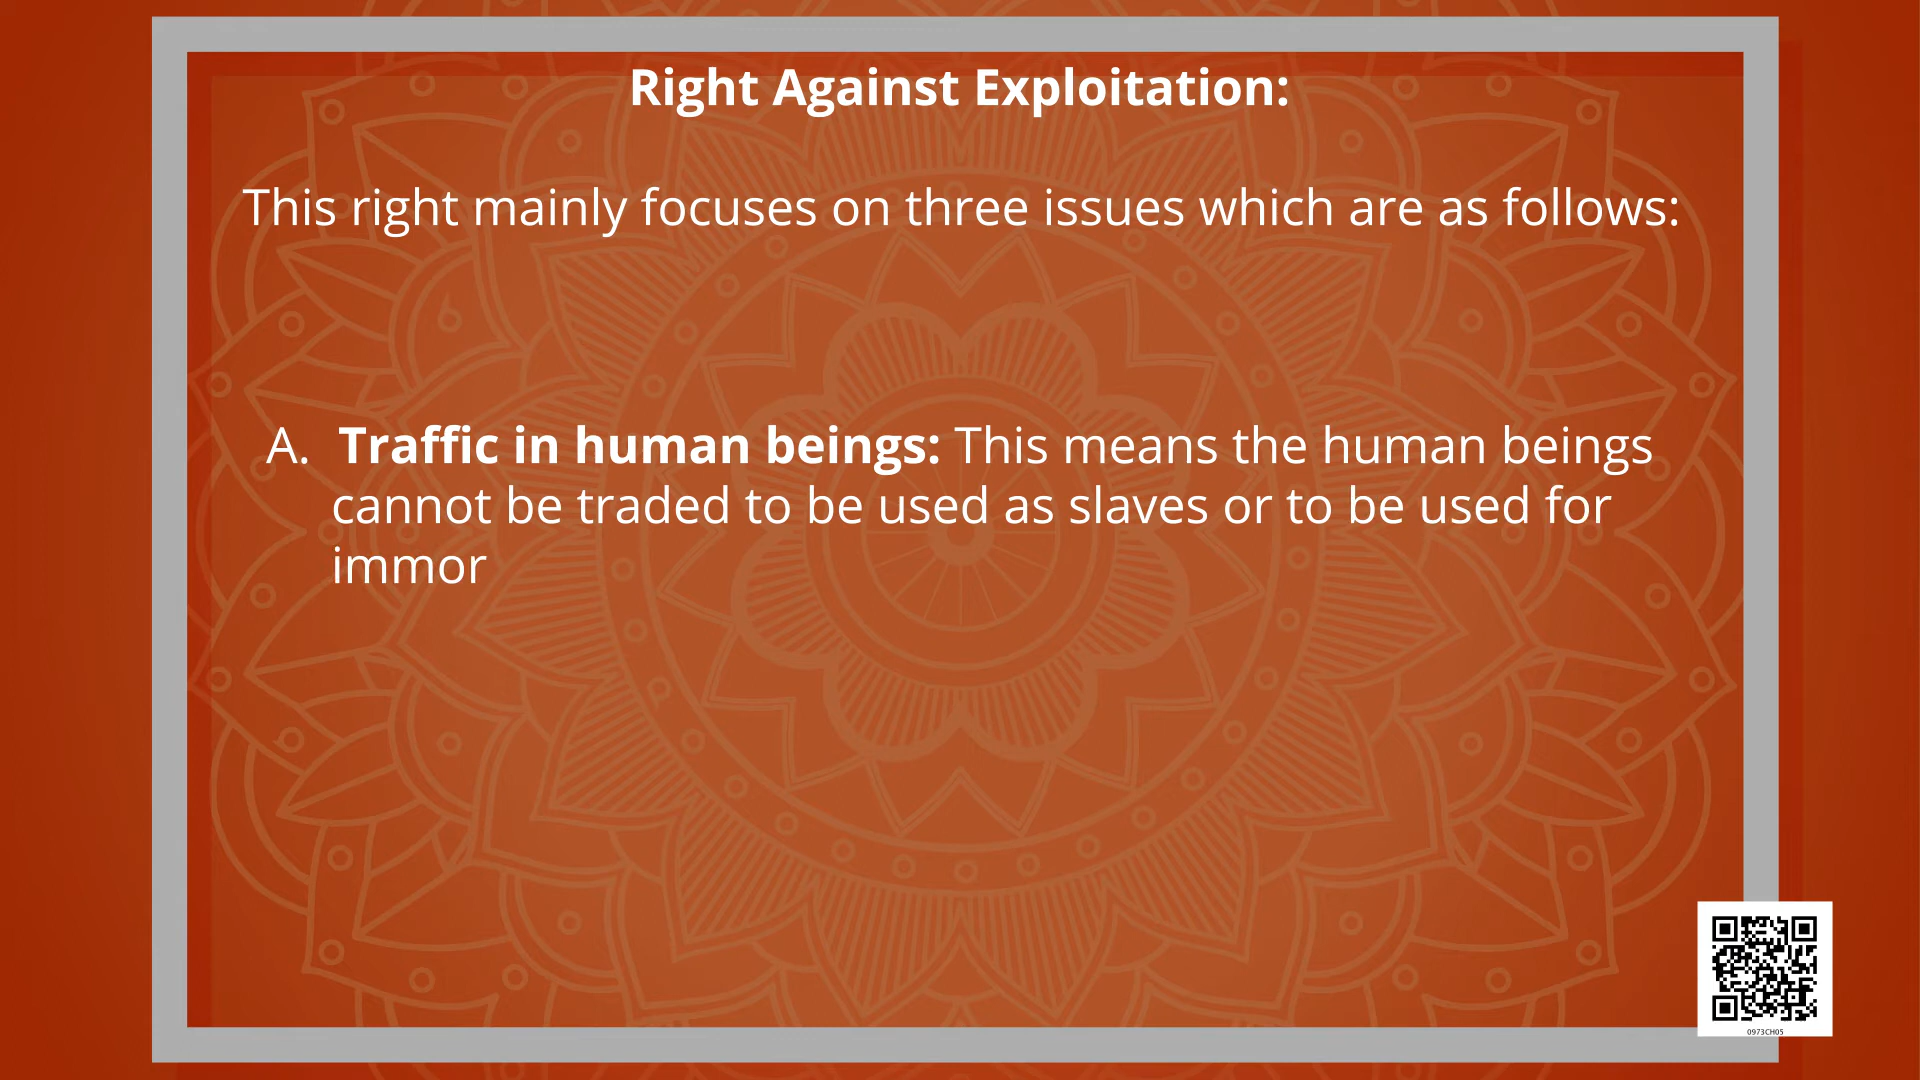 Right Against Exploitation:
This right mainly focuses on three issues which are as follows:
A. Traffic in human beings: This means the human beings
cannot be traded to be used as slaves or to be used for
immor
0973CH05